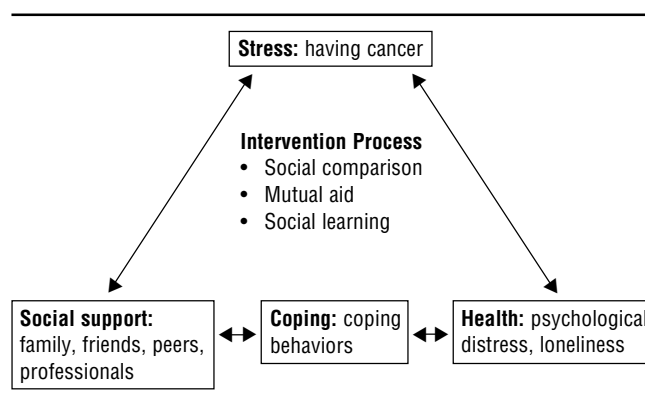 Stress: having cancer
Intervention Process
• Social comparison
• Mutual aid
• Social learning
Social support:
family, friends, peers,
professionals
Coping: coping
behaviors
Health: psychological
distress, loneliness